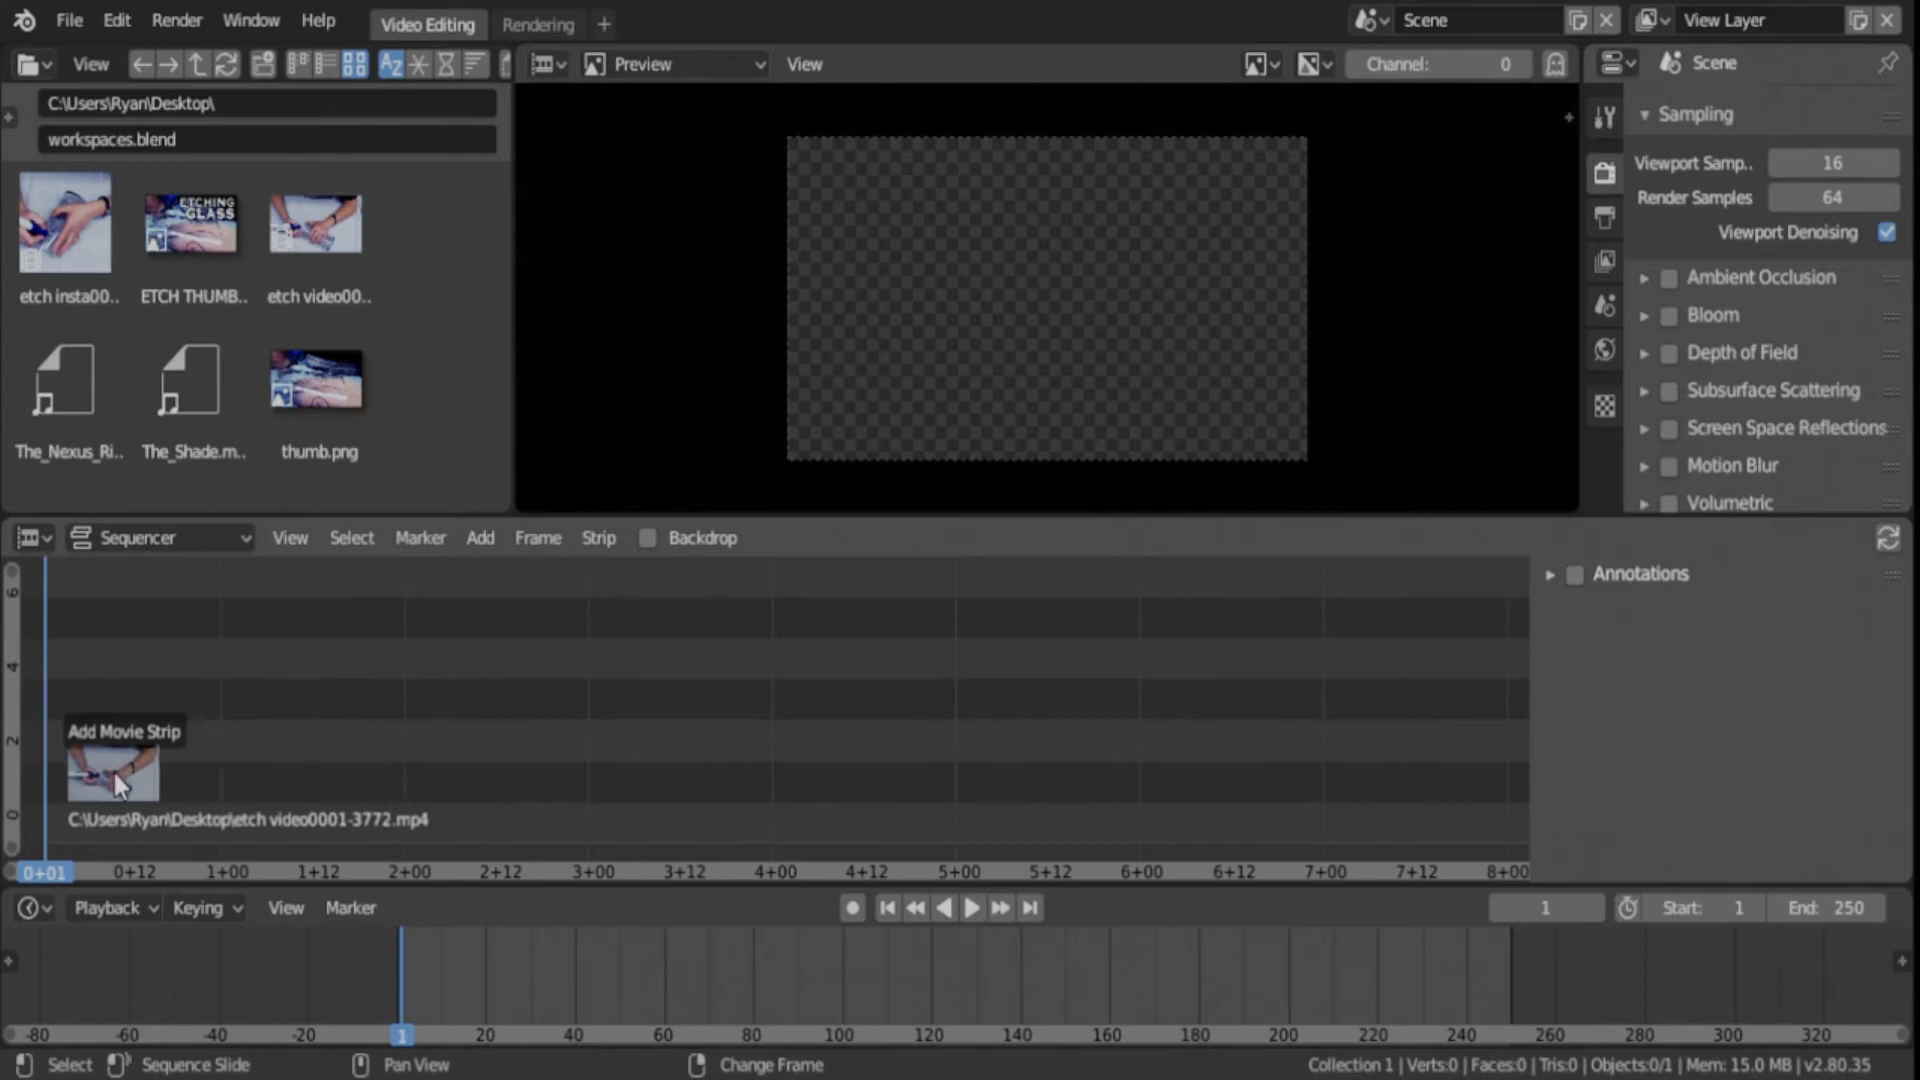 File Edit Render Window Help Video Editing Rendering + Scene View Layer
View Preview View Channel: 0 Scene
C:\Users\Ryan\Desktop\
workspaces.blend
ETCHING
GLASS
etch insta00.. ETCH THUMB.. etch video00..
The_Nexus_Ri.. The_Shade.m.. thumb.png
Sampling
Viewport Samp.. 16
Render Samples 64
Viewport Denoising
Ambient Occlusion
Bloom
Depth of Field
Subsurface Scattering
Screen Space Reflections
Motion Blur
Volumetric
Sequencer View Select Marker Add Frame Strip Backdrop
Annotations
6
4
2
0
Add Movie Strip
C:\Users\Ryan\Desktop\etch video0001-3772.mp4
0+01 0+12 1+00 1+12 2+00 2+12 3+00 3+12 4+00 4+12 5+00 5+12 6+00 6+12 7+00 7+12 8+00
Playback Keying View Marker 1 Start: 1 End: 250
-80 -60 -40 -20 1 20 40 60 80 100 120 140 160 180 200 220 240 260 280 300 320
Select Sequence Slide Pan View Change Frame Collection 1 | Verts:0 | Faces:0 | Tris:0 | Objects:0/1 | Mem: 15.0 MB | v2.80.35